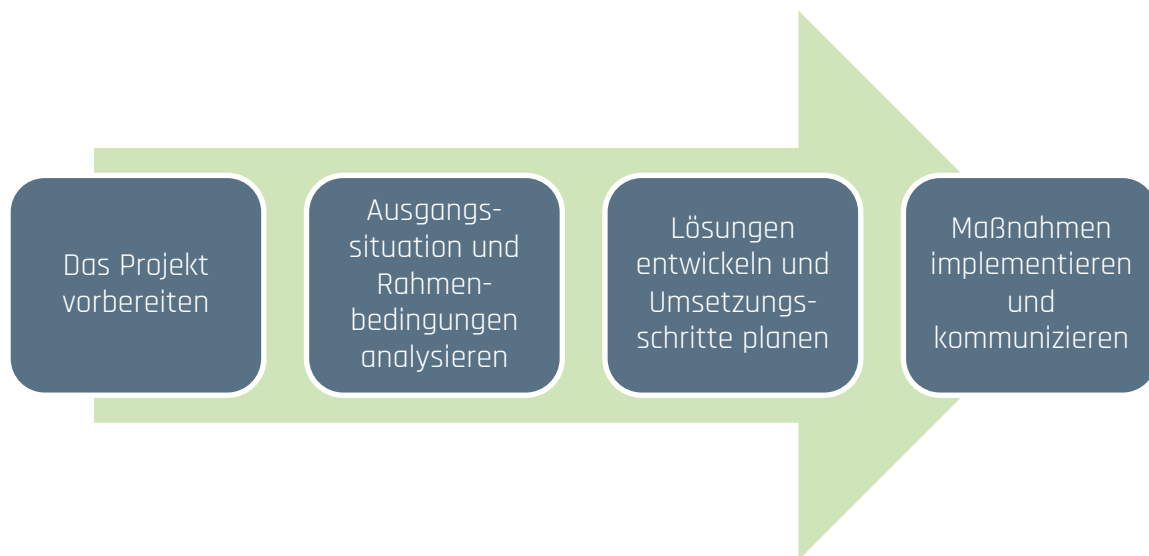 Das Projekt
vorbereiten
Ausgangs-
situation und
Rahmen-
bedingungen
analysieren
Lösungen
entwickeln und
Umsetzungs-
schritte planen
Maßnahmen
implementieren
und
kommunizieren